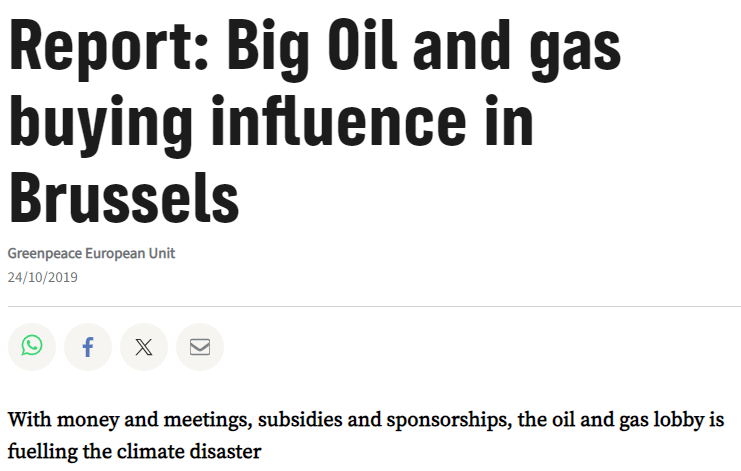 Report: Big Oil and gas
buying influence in
Brussels
Greenpeace European Unit
24/10/2019
With money and meetings, subsidies and sponsorships, the oil and gas lobby is
fuelling the climate disaster